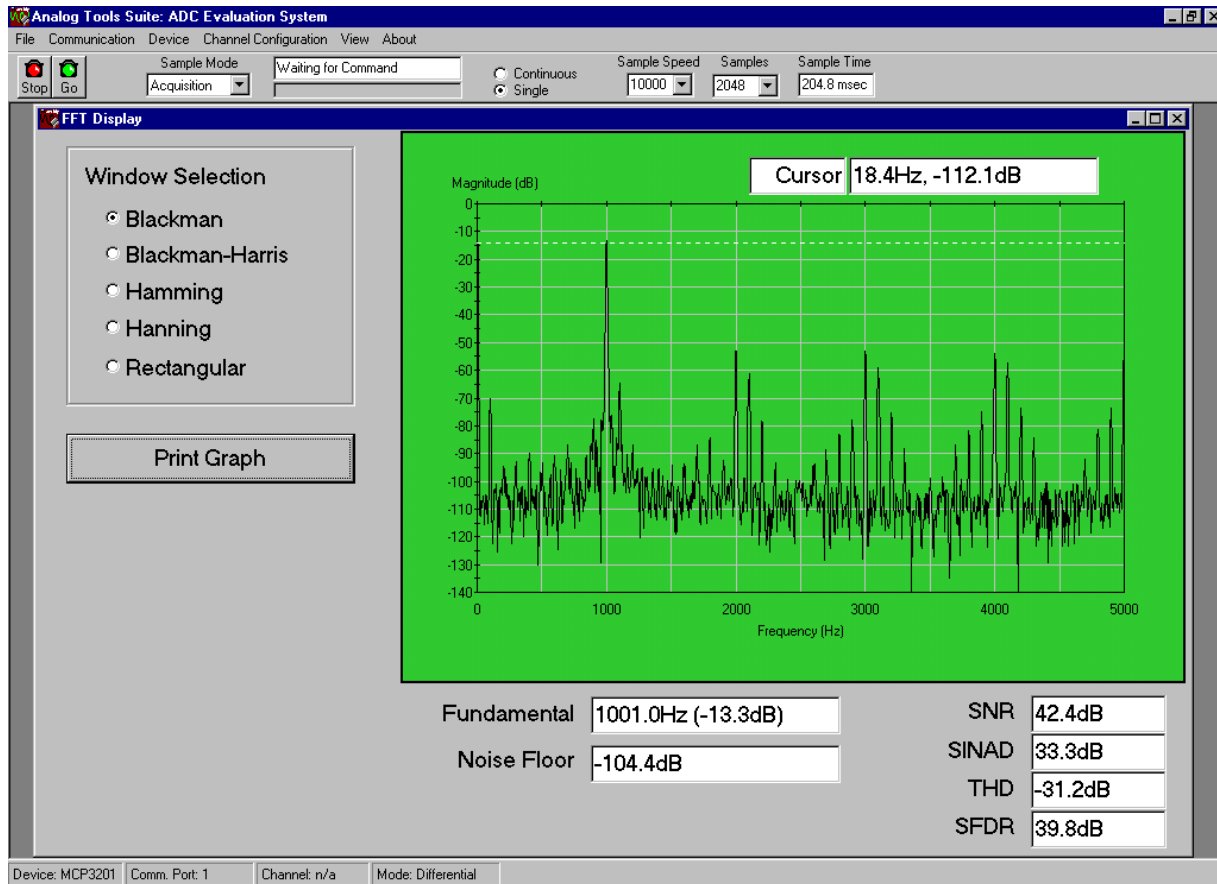 Analog Tools Suite: ADC Evaluation System
File Communication Device Channel Configuration View About
Stop Go
Sample Mode
Acquisition
Waiting for Command
Continuous
Single
Sample Speed
10000
Samples
2048
Sample Time
204.8 msec
FFT Display
Window Selection
Blackman
Blackman-Harris
Hamming
Hanning
Rectangular
Print Graph
Cursor 18.4Hz, -112.1dB
Magnitude (dB)
0
-10
-20
-30
-40
-50
-60
-70
-80
-90
-100
-110
-120
-130
-140
0 1000 2000 3000 4000 5000
Frequency (Hz)
Fundamental 1001.0Hz (-13.3dB)
Noise Floor -104.4dB
SNR 42.4dB
SINAD 33.3dB
THD -31.2dB
SFDR 39.8dB
Device: MCP3201 Comm. Port: 1 Channel: n/a Mode: Differential